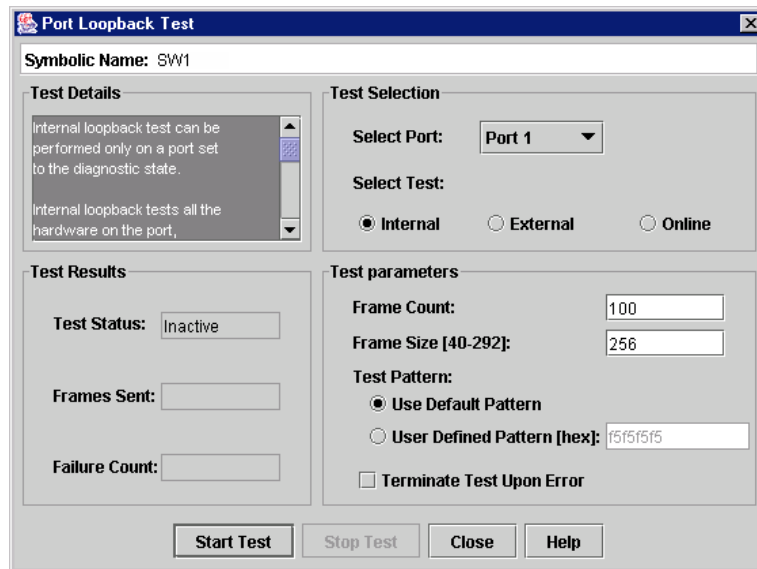 Port Loopback Test
Symbolic Name: SW1
Test Details
Internal loopback test can be
performed only on a port set
to the diagnostic state.
Internal loopback tests all the
hardware on the port,
Test Selection
Select Port: Port 1
Select Test:
Internal External Online
Test Results
Test Status: Inactive
Frames Sent:
Failure Count:
Test parameters
Frame Count: 100
Frame Size [40-292]: 256
Test Pattern:
Use Default Pattern
User Defined Pattern [hex]: f5f5f5f5
Terminate Test Upon Error
Start Test Stop Test Close Help